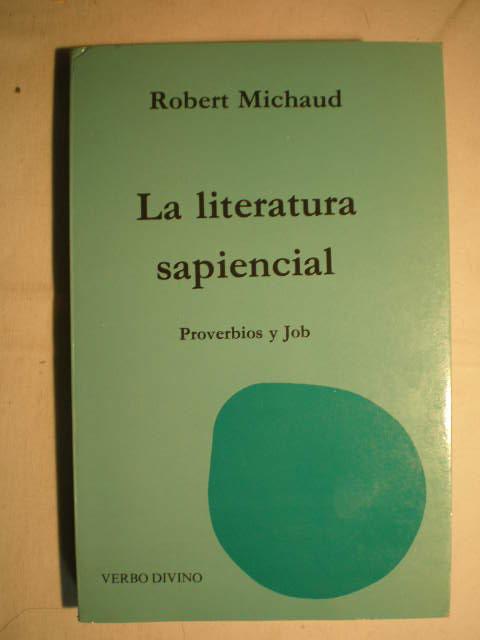 Robert Michaud
La literatura
sapiencial
Proverbios y Job
VERBO DIVINO